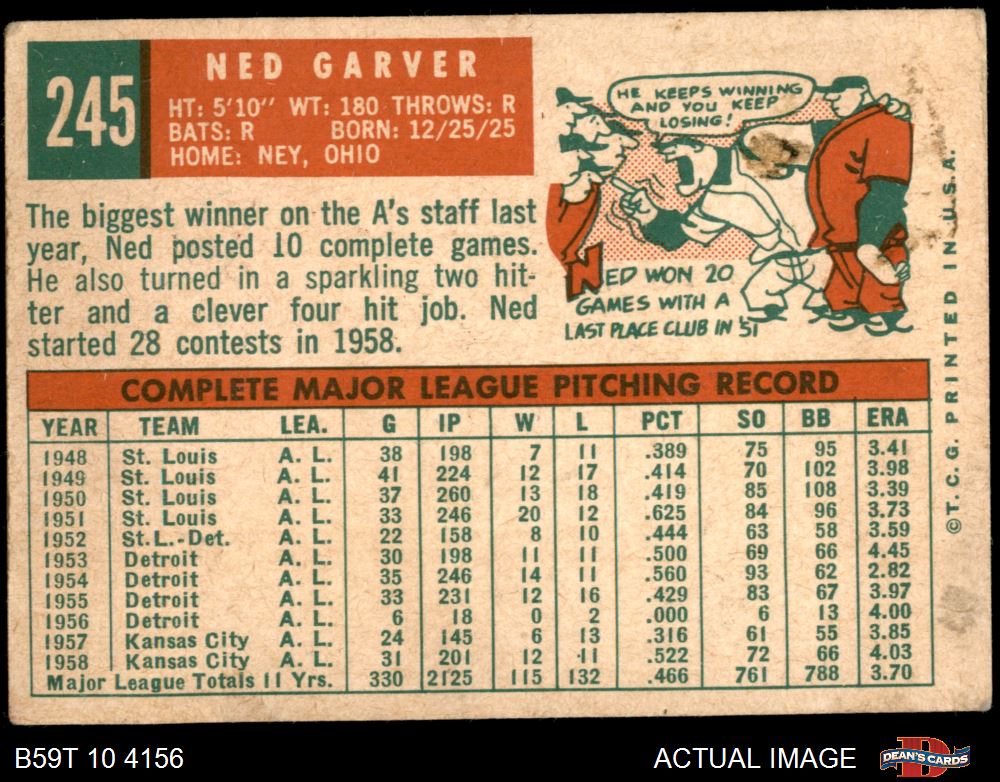 245
NED GARVER
HT: 5'10" WT: 180 THROWS: R
BATS: R BORN: 12/25/25
HOME: NEY, OHIO
HE KEEPS WINNING
AND YOU KEEP
LOSING!
NED WON 20
GAMES WITH A
LAST PLACE CLUB IN '51
The biggest winner on the A's staff last
year, Ned posted 10 complete games.
He also turned in a sparkling two hit-
ter and a clever four hit job. Ned
started 28 contests in 1958.
COMPLETE MAJOR LEAGUE PITCHING RECORD
YEAR TEAM LEA. G IP W L PCT SO BB ERA
1948 St. Louis A. L. 38 198 7 11 .389 75 95 3.41
1949 St. Louis A. L. 41 224 12 17 .414 70 102 3.98
1950 St. Louis A. L. 37 260 13 18 .419 85 108 3.39
1951 St. Louis A. L. 33 246 20 12 .625 84 96 3.73
1952 St.L.-Det. A. L. 22 158 8 10 .444 63 58 3.59
1953 Detroit A. L. 30 198 11 11 .500 69 66 4.45
1954 Detroit A. L. 35 246 14 11 .560 93 62 2.82
1955 Detroit A. L. 33 231 12 16 .429 83 67 3.97
1956 Detroit A. L. 6 18 0 2 .000 6 13 4.00
1957 Kansas City A. L. 24 145 6 13 .316 61 55 3.85
1958 Kansas City A. L. 31 201 12 11 .522 72 66 4.03
Major League Totals 11 Yrs. 330 2125 115 132 .466 761 788 3.70
©T.C.G. PRINTED IN U.S.A.
B59T 10 4156
ACTUAL IMAGE
DEAN'S CARDS